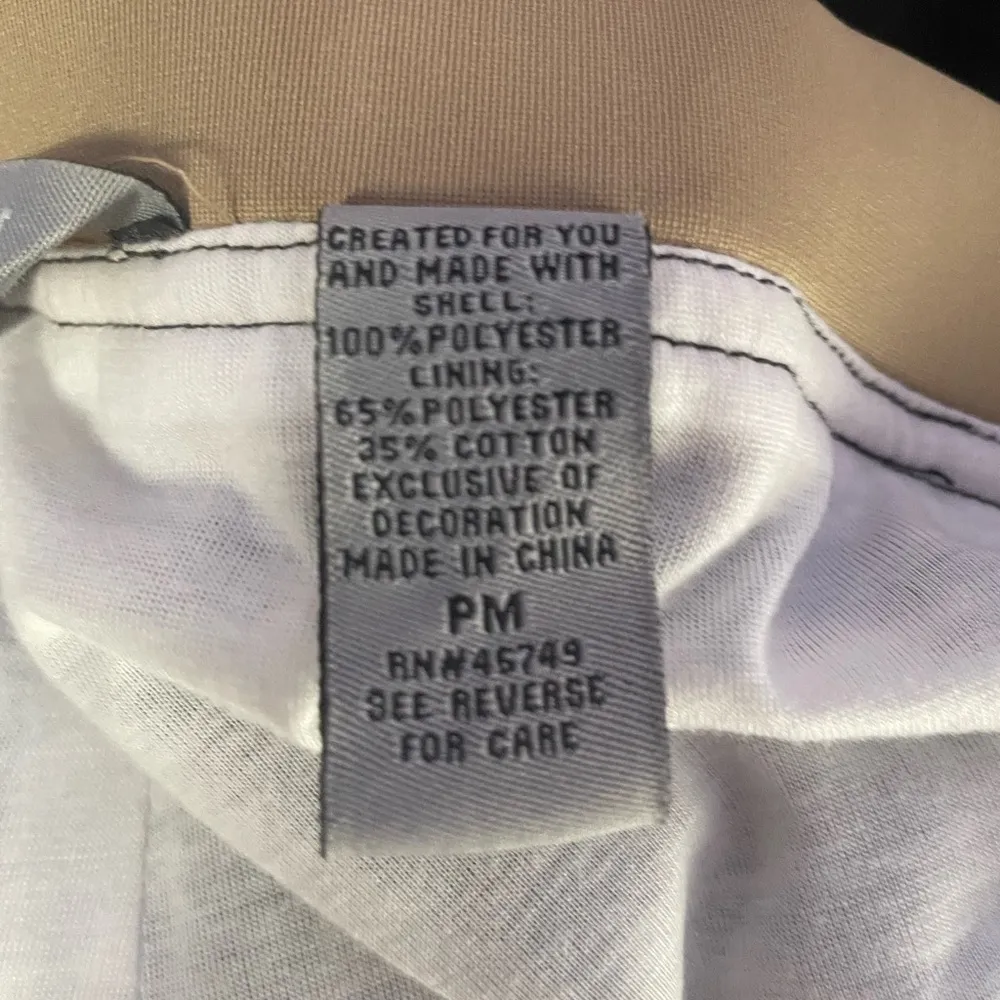 CREATED FOR YOU
AND MADE WITH
SHELL:
100%POLYESTER
LINING:
65%POLYESTER
35% COTTON
EXCLUSIVE OF
DECORATION
MADE IN CHINA
PM
RN#45749
SEE REVERSE
FOR CARE